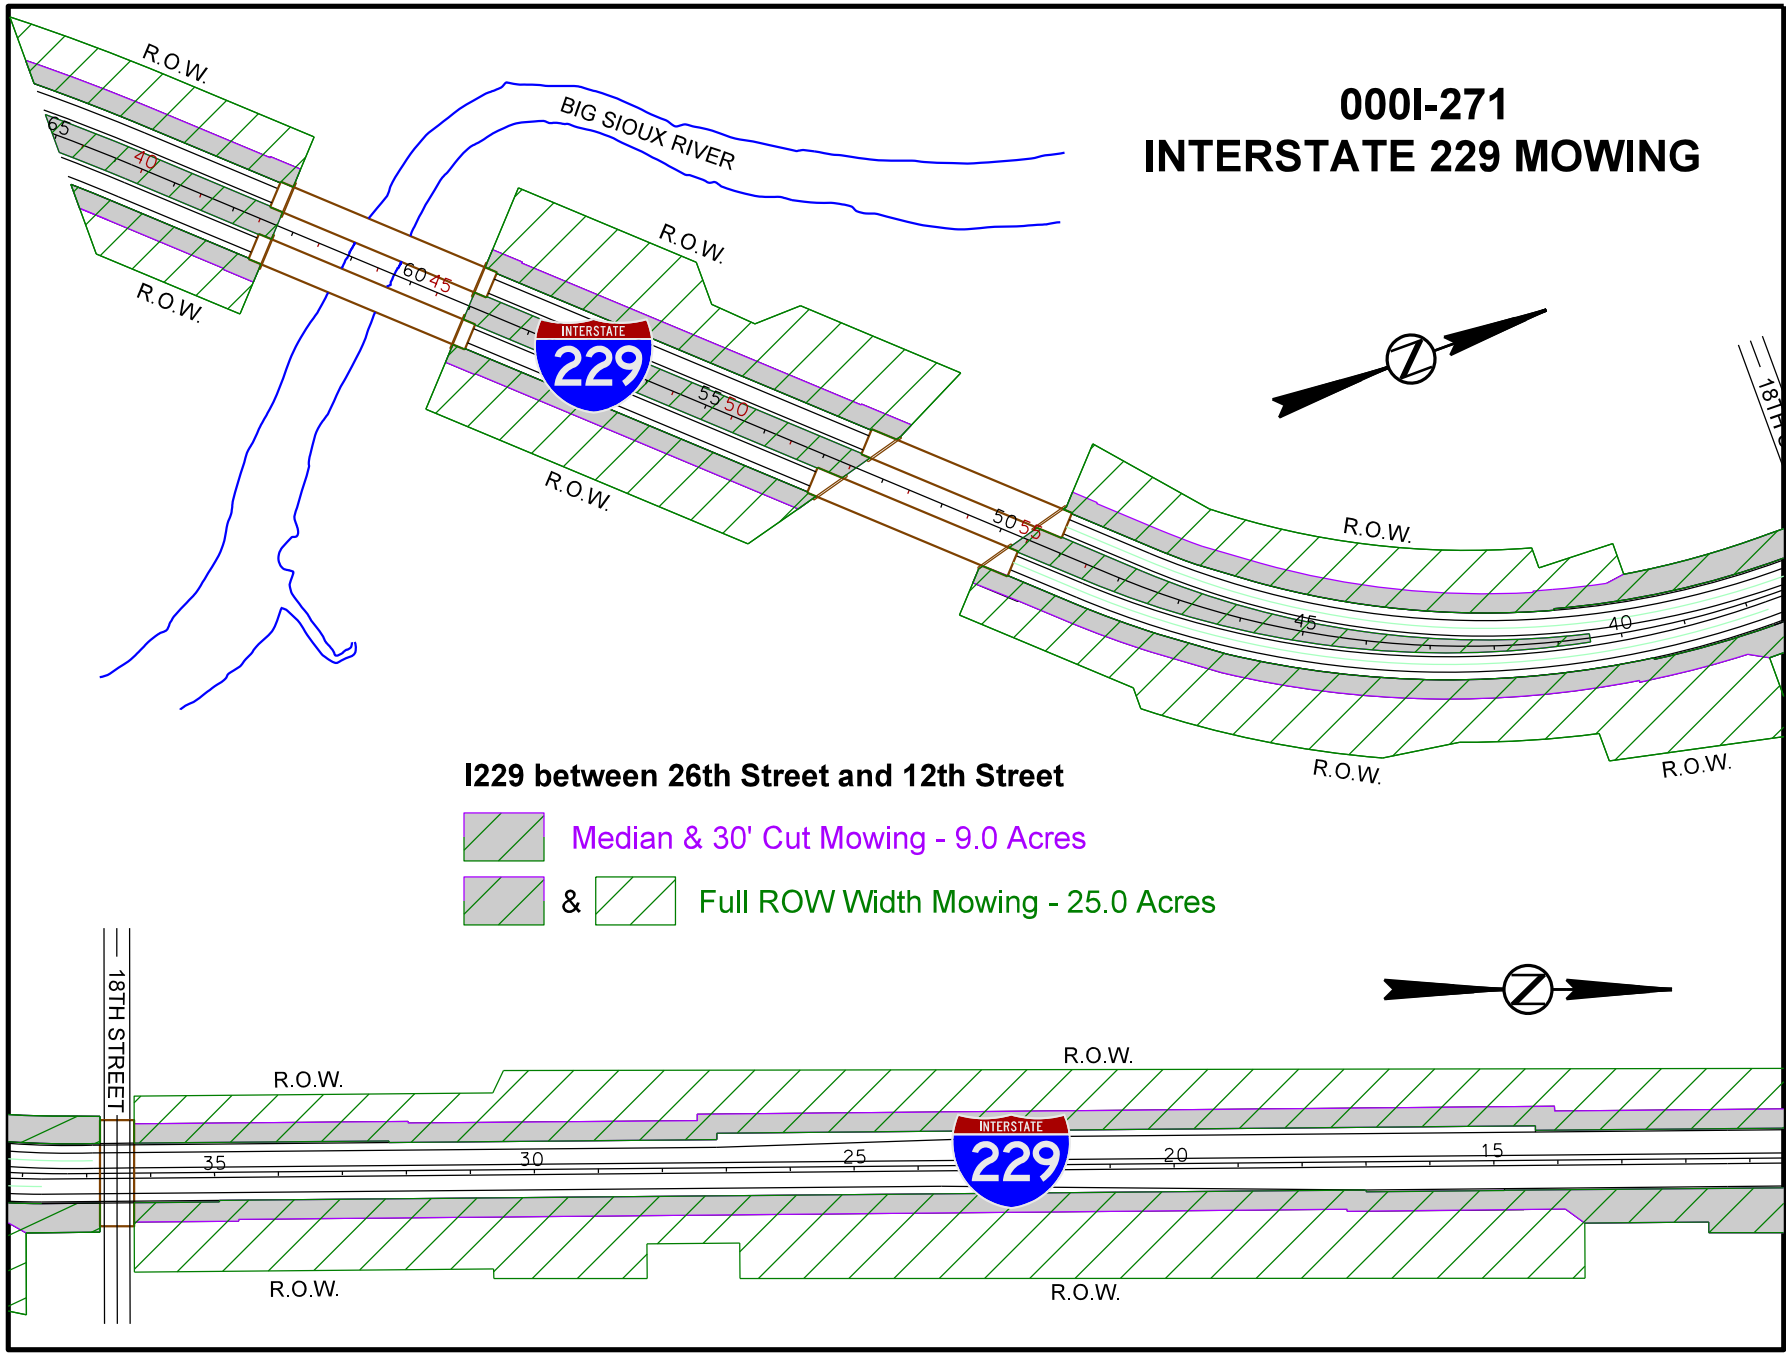 000I-271
INTERSTATE 229 MOWING
R.O.W.
BIG SIOUX RIVER
65
40
R.O.W.
R.O.W.
60
45
INTERSTATE
229
55
50
R.O.W.
18TH
50
55
R.O.W.
45
40
R.O.W.
R.O.W.
I229 between 26th Street and 12th Street
Median & 30' Cut Mowing - 9.0 Acres
& Full ROW Width Mowing - 25.0 Acres
18TH STREET
R.O.W.
R.O.W.
35
30
25
INTERSTATE
229
20
15
R.O.W.
R.O.W.